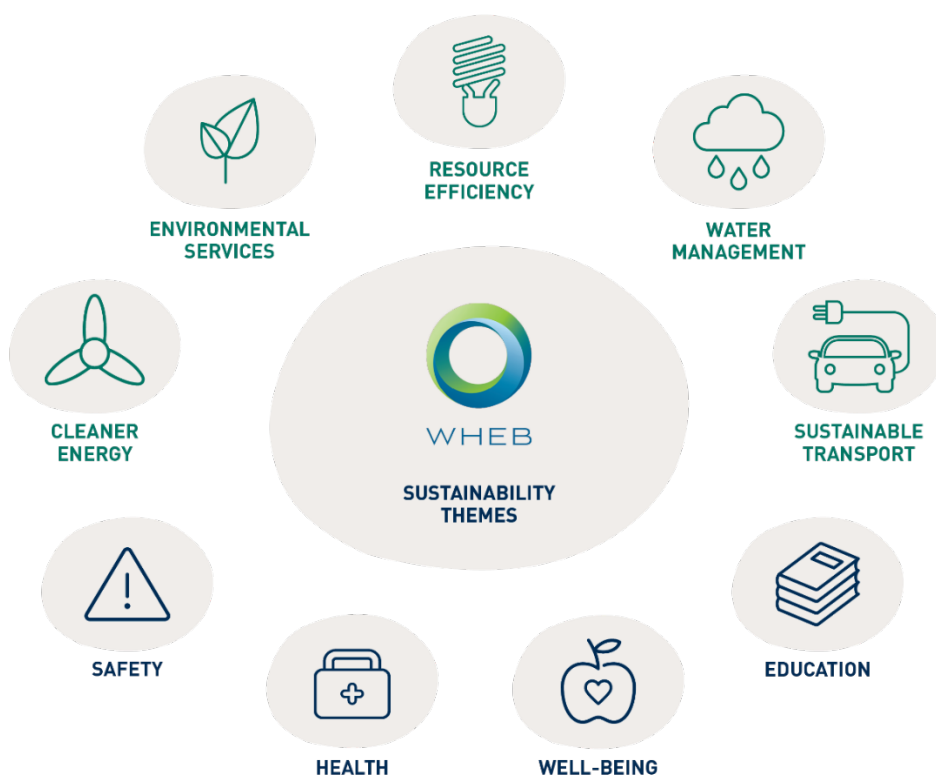 RESOURCE
EFFICIENCY
ENVIRONMENTAL
SERVICES
WATER
MANAGEMENT
CLEANER
ENERGY
WHEB
SUSTAINABILITY
THEMES
SUSTAINABLE
TRANSPORT
SAFETY
EDUCATION
HEALTH
WELL-BEING